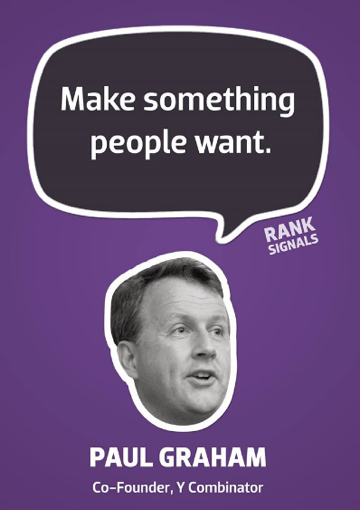 Make something
people want.
RANK
SIGNALS
PAUL GRAHAM
Co-Founder, Y Combinator